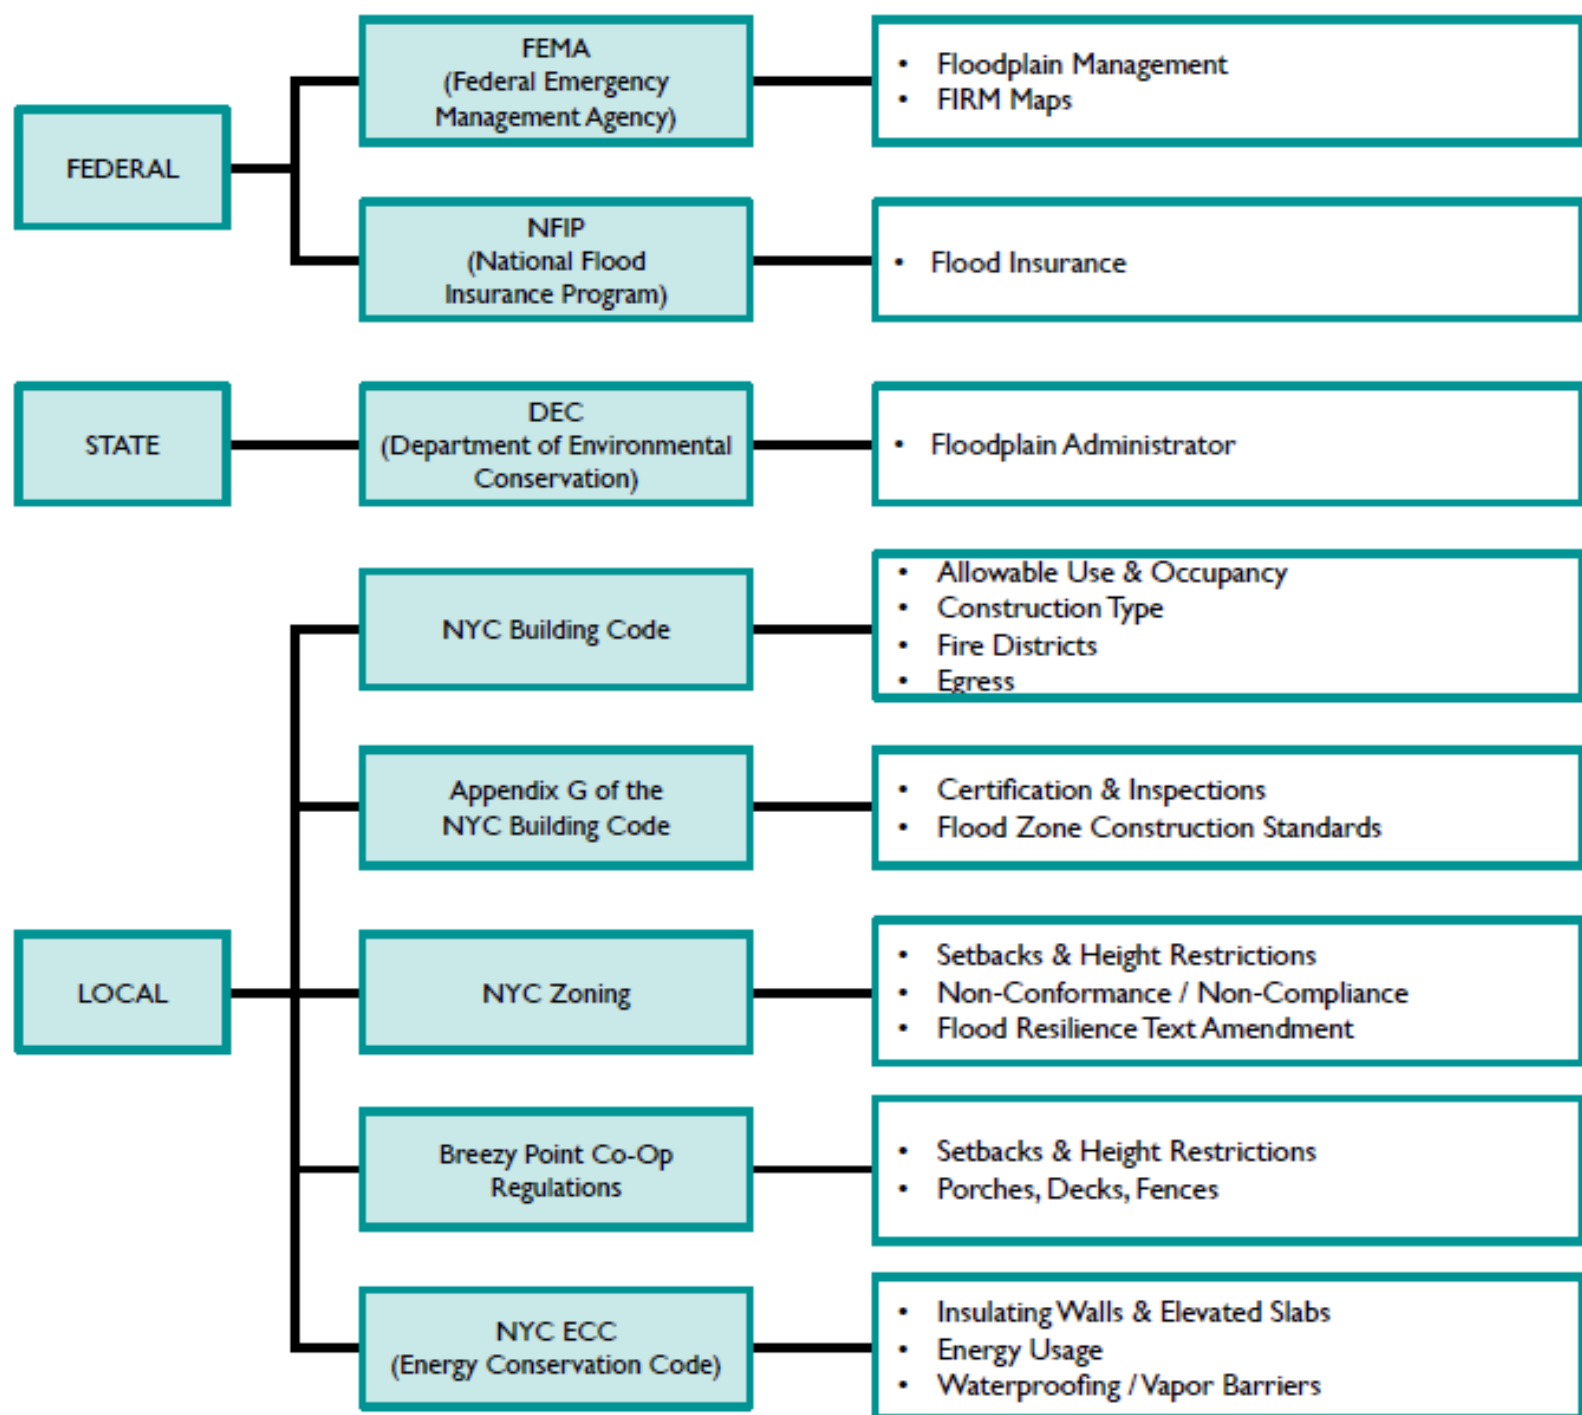 FEDERAL
FEMA
(Federal Emergency
Management Agency)
• Floodplain Management
• FIRM Maps
NFIP
(National Flood
Insurance Program)
• Flood Insurance
STATE
DEC
(Department of Environmental
Conservation)
• Floodplain Administrator
LOCAL
NYC Building Code
• Allowable Use & Occupancy
• Construction Type
• Fire Districts
• Egress
Appendix G of the
NYC Building Code
• Certification & Inspections
• Flood Zone Construction Standards
NYC Zoning
• Setbacks & Height Restrictions
• Non-Conformance / Non-Compliance
• Flood Resilience Text Amendment
Breezy Point Co-Op
Regulations
• Setbacks & Height Restrictions
• Porches, Decks, Fences
NYC ECC
(Energy Conservation Code)
• Insulating Walls & Elevated Slabs
• Energy Usage
• Waterproofing / Vapor Barriers